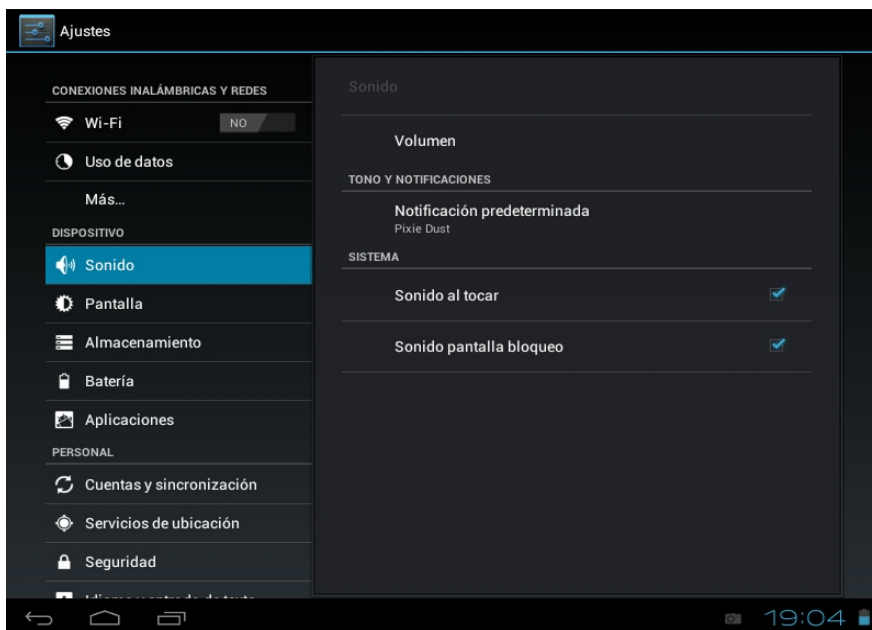 Ajustes
CONEXIONES INALÁMBRICAS Y REDES
Wi-Fi
NO
Uso de datos
Más...
DISPOSITIVO
Sonido
Pantalla
Almacenamiento
Batería
Aplicaciones
PERSONAL
Cuentas y sincronización
Servicios de ubicación
Seguridad
Sonido
Volumen
TONO Y NOTIFICACIONES
Notificación predeterminada
Pixie Dust
SISTEMA
Sonido al tocar
Sonido pantalla bloqueo
19:04